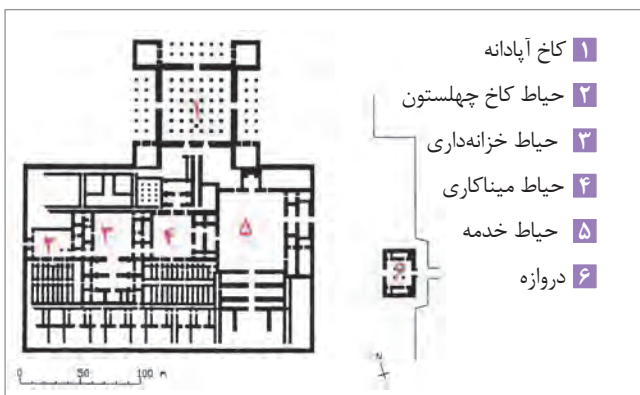 ۱ کاخ آپادانه
۲ حیاط کاخ چهلستون
۳ حیاط خزانه‌داری
۴ حیاط میناکاری
۵ حیاط خدمه
۶ دروازه
۱
۲
۳
۴
۵
۶
0 50 100 m
N